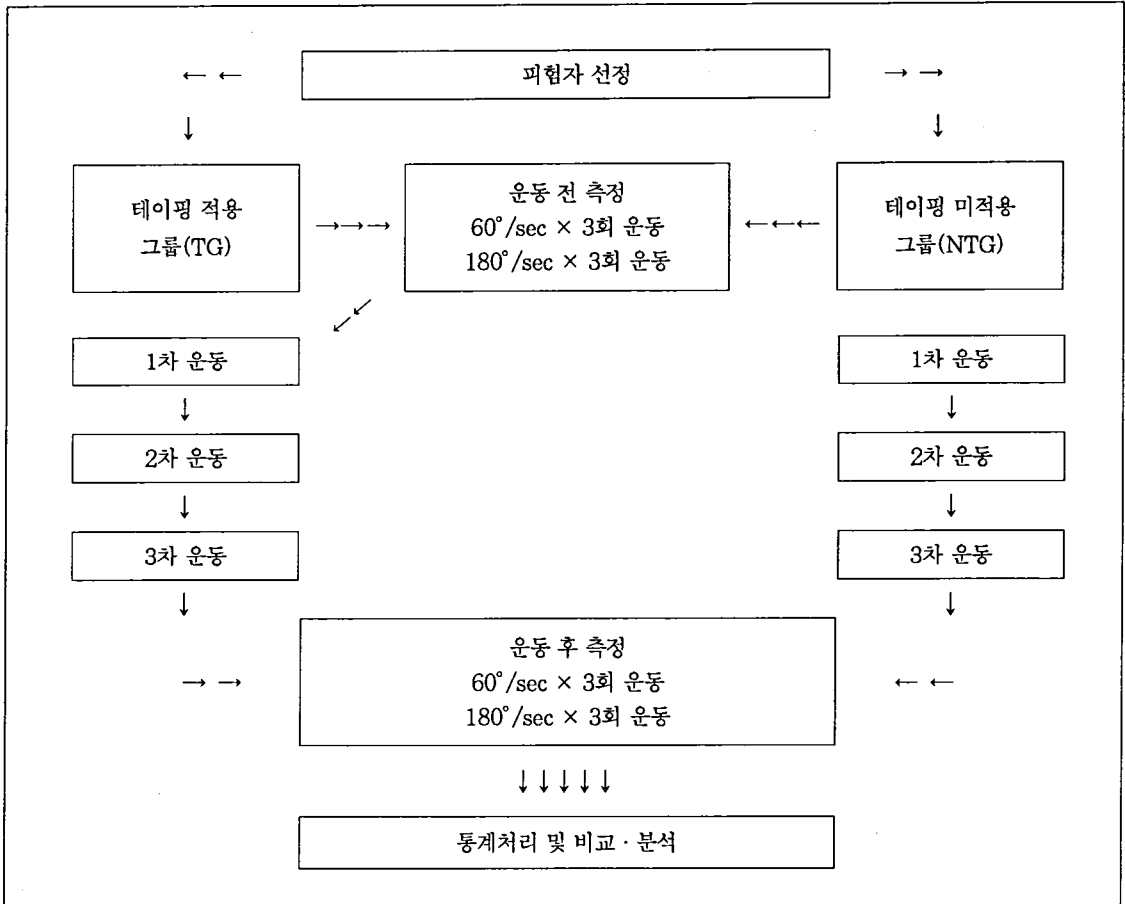 피험자 선정
테이핑 적용
그룹(TG)
운동 전 측정
60°/sec × 3회 운동
180°/sec × 3회 운동
테이핑 미적용
그룹(NTG)
1차 운동
1차 운동
2차 운동
2차 운동
3차 운동
3차 운동
운동 후 측정
60°/sec × 3회 운동
180°/sec × 3회 운동
통계처리 및 비교 · 분석